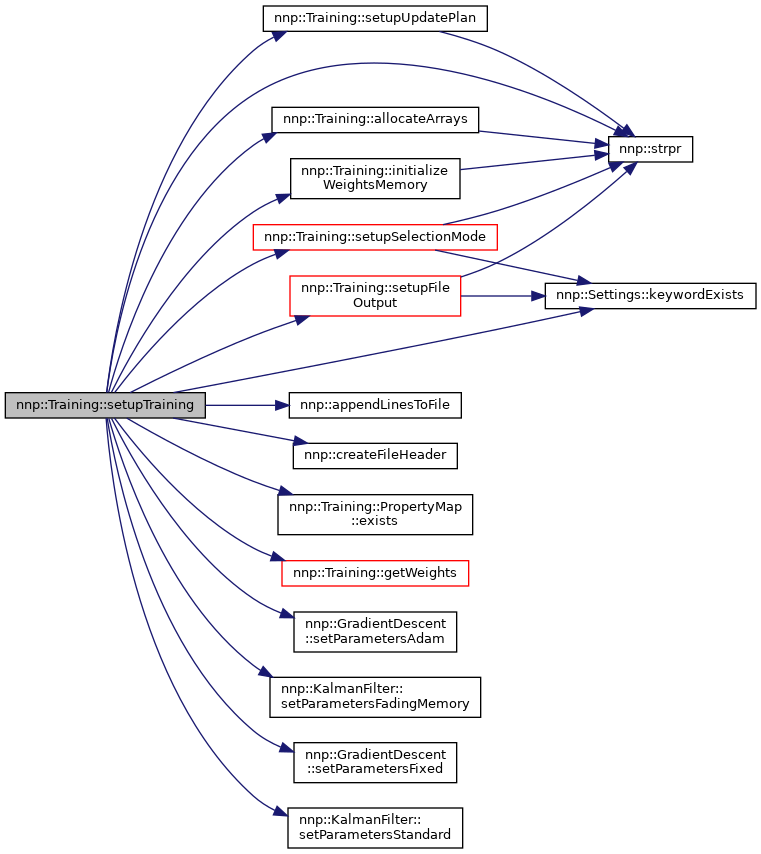 nnp::Training::setupUpdatePlan
nnp::Training::allocateArrays
nnp::strpr
nnp::Training::initialize
WeightsMemory
nnp::Training::setupSelectionMode
nnp::Training::setupFile
Output
nnp::Settings::keywordExists
nnp::Training::setupTraining
nnp::appendLinesToFile
nnp::createFileHeader
nnp::Training::PropertyMap
::exists
nnp::Training::getWeights
nnp::GradientDescent
::setParametersAdam
nnp::KalmanFilter::
setParametersFadingMemory
nnp::GradientDescent
::setParametersFixed
nnp::KalmanFilter::
setParametersStandard